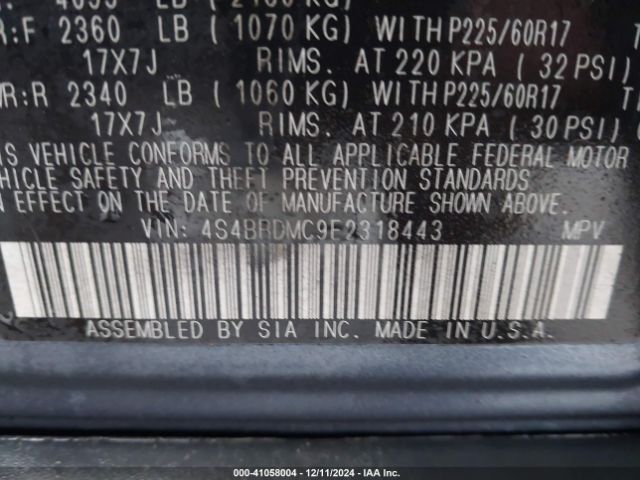 LB
R:F 2360 LB ( 1070 KG) WITH P225/60R17
17X7J RIMS. AT 220 KPA ( 32 PSI)
WR:R 2340 LB ( 1060 KG) WITH P225/60R17
17X7J RIMS. AT 210 KPA ( 30 PSI)
IS VEHICLE CONFORMS TO ALL APPLICABLE FEDERAL MOTOR
HICLE SAFETY AND THEFT PREVENTION STANDARDS
N EFFECT ON THE DATE OF MANUFACTURE SHOWN ABOVE.
VIN: 4S4BRDMC9E2318443 MPV
ASSEMBLED BY SIA INC. MADE IN U.S.A.
000-41058004 - 12/11/2024 - IAA Inc.